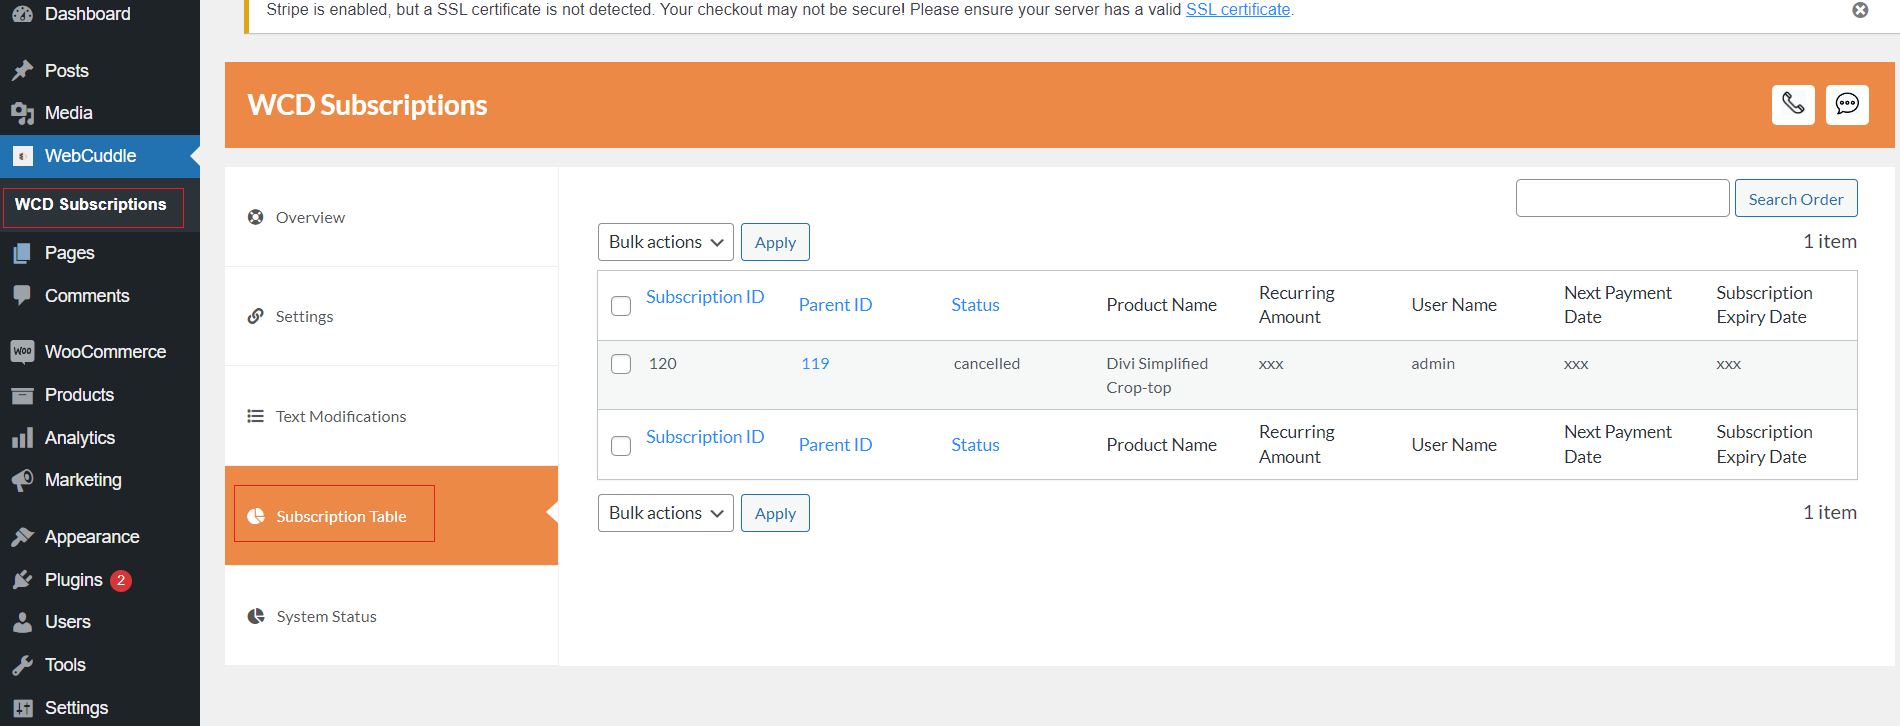 Stripe is enabled, but a SSL certificate is not detected. Your checkout may not be secure! Please ensure your server has a valid SSL certificate.
Dashboard
Posts
Media
WebCuddle
WCD Subscriptions
Pages
Comments
Woo WooCommerce
Products
Analytics
Marketing
Appearance
Plugins 2
Users
Tools
Settings
WCD Subscriptions
Overview
Settings
Text Modifications
Subscription Table
System Status
Search Order
Bulk actions Apply 1 item
Subscription ID Parent ID Status Product Name Recurring Amount User Name Next Payment Date Subscription Expiry Date
120 119 cancelled Divi Simplified Crop-top xxx admin xxx xxx
Subscription ID Parent ID Status Product Name Recurring Amount User Name Next Payment Date Subscription Expiry Date
Bulk actions Apply 1 item